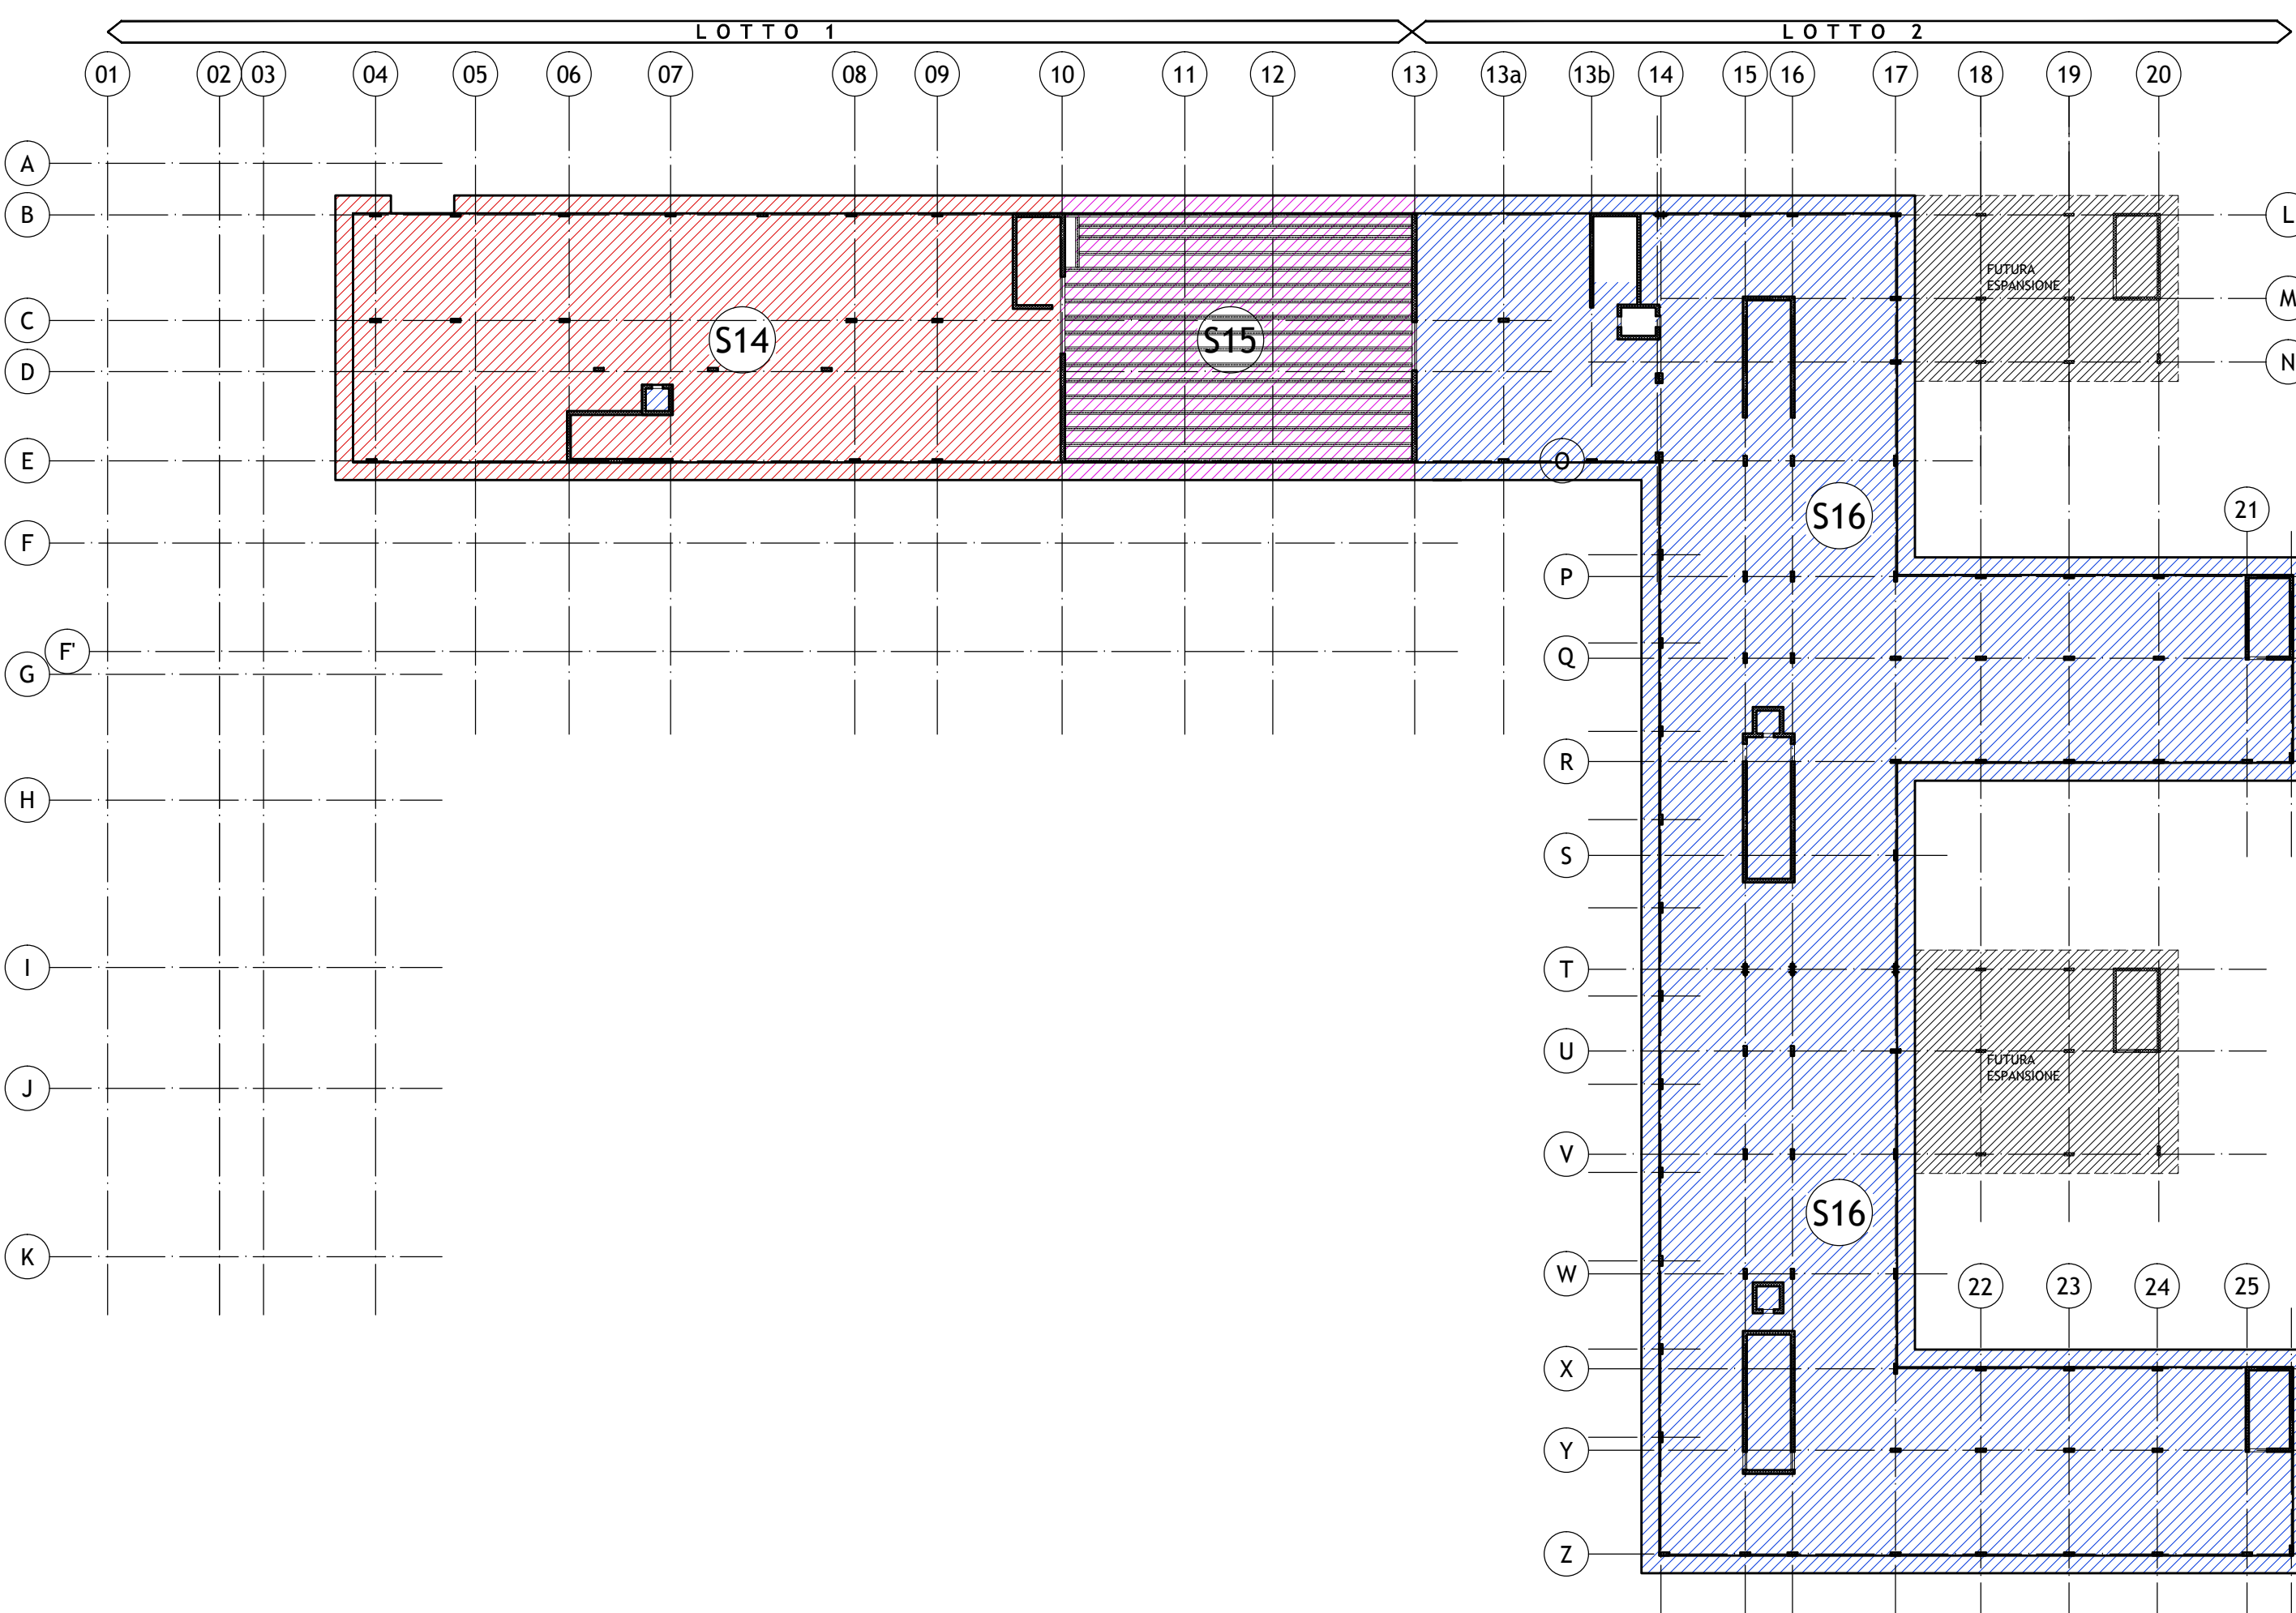 LOTTO 1
LOTTO 2
01 02 03 04 05 06 07 08 09 10 11 12 13 13a 13b 14 15 16 17 18 19 20
A
B L
FUTURA
ESPANSIONE
M
C
S14 S15
N
D
E O
S16
21
F
P
F'
Q
G
R
H
S
I T
U
FUTURA
ESPANSIONE
J
V
S16
K
W
22 23 24 25
X
Y
Z